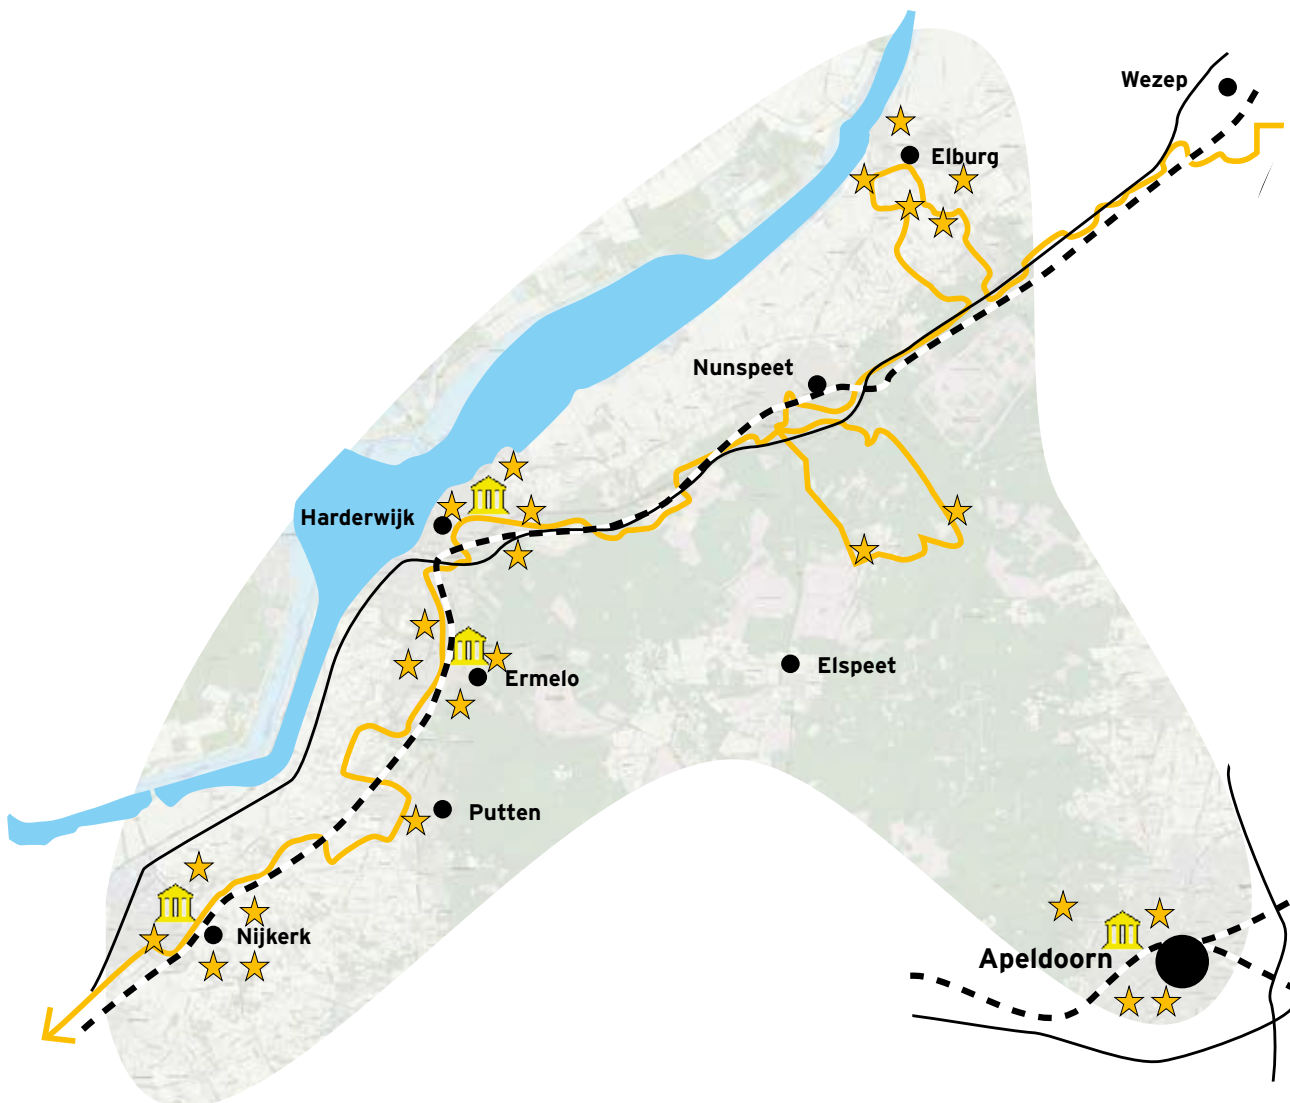 Wezep
Elburg
Nunspeet
Harderwijk
Elspeet
Ermelo
Putten
Nijkerk
Apeldoorn